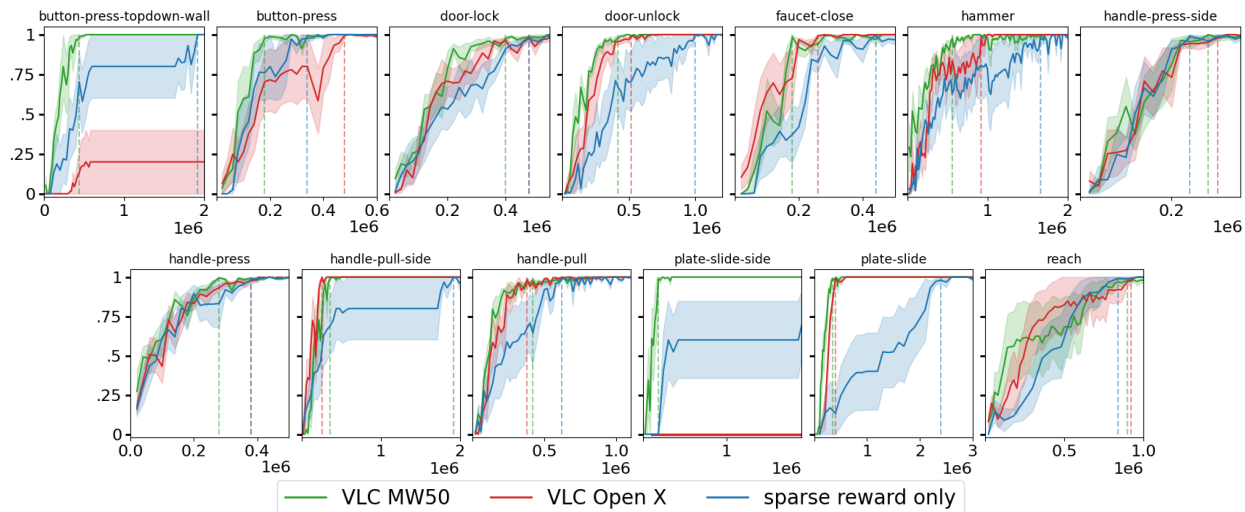 button-press-topdown-wall button-press door-lock door-unlock faucet-close hammer handle-press-side
1
.75
.5
.25
0
0 1 2 0.2 0.4 0.6 0.2 0.4 0.5 1.0 0.2 0.4 0 1 2 0.2
1e6 1e6 1e6 1e6 1e6 1e6 1e6
handle-press handle-pull-side handle-pull plate-slide-side plate-slide reach
1
.75
.5
.25
0
0.0 0.2 0.4 1 2 0.5 1.0 1 1 2 3 0.0 0.5 1.0
1e6 1e6 1e6 1e6 1e6 1e6
VLC MW50 VLC Open X sparse reward only